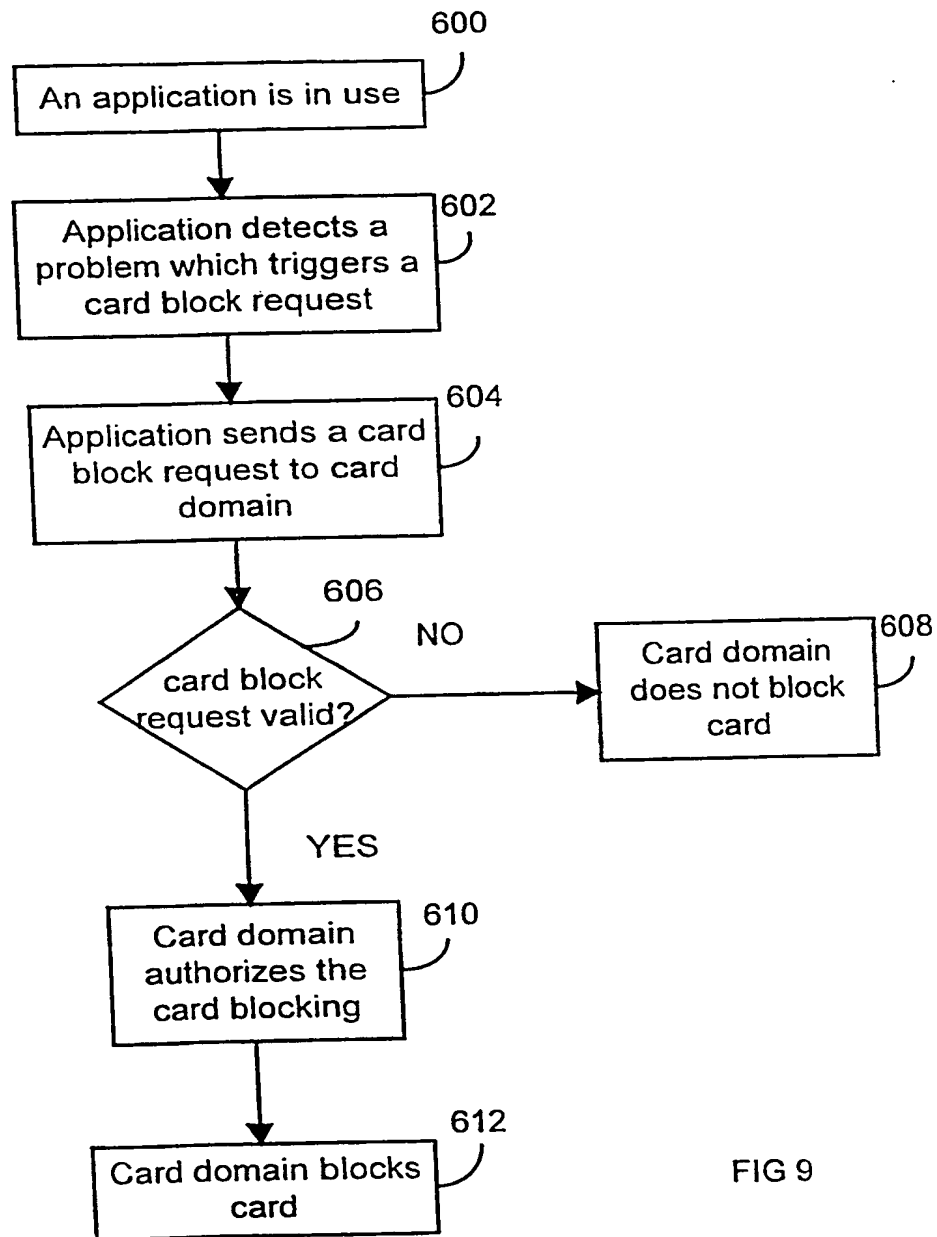 600
An application is in use
602
Application detects a
problem which triggers a
card block request
604
Application sends a card
block request to card
domain
606
NO
card block
request valid?
608
Card domain
does not block
card
YES
610
Card domain
authorizes the
card blocking
612
Card domain blocks
card
FIG 9